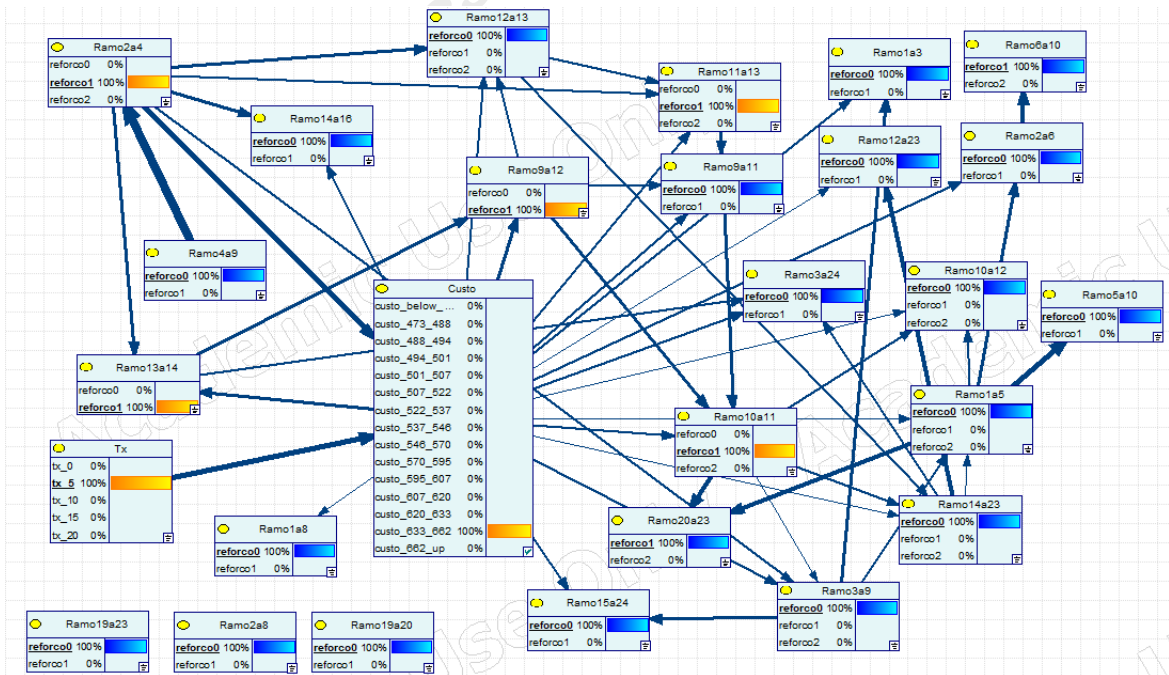 Ramo2a4
reforco0 0%
reforco1 100%
reforco2 0%
Ramo12a13
reforco0 100%
reforco1 0%
reforco2 0%
Ramo14a16
reforco0 100%
reforco1 0%
Ramo11a13
reforco0 0%
reforco1 100%
reforco2 0%
Ramo1a3
reforco0 100%
reforco1 0%
Ramo6a10
reforco1 100%
reforco0 0%
Ramo9a12
reforco0 0%
reforco1 100%
Ramo9a11
reforco0 100%
reforco1 0%
Ramo12a23
reforco0 100%
reforco1 0%
Ramo2a6
reforco0 100%
reforco1 0%
Ramo4a9
reforco0 100%
reforco1 0%
Custo
custo_below_... 0%
custo_473_488 0%
custo_488_494 0%
custo_494_501 0%
custo_501_507 0%
custo_507_522 0%
custo_522_537 0%
custo_537_546 0%
custo_546_570 0%
custo_570_595 0%
custo_595_607 0%
custo_607_620 0%
custo_620_633 0%
custo_633_662 100%
custo_662_up 0%
Ramo3a24
reforco0 100%
reforco1 0%
Ramo10a12
reforco0 100%
reforco1 0%
reforco2 0%
Ramo5a10
reforco0 100%
reforco1 0%
Ramo13a14
reforco0 0%
reforco1 100%
Ramo10a11
reforco0 0%
reforco1 100%
reforco2 0%
Ramo1a5
reforco0 100%
reforco1 0%
reforco2 0%
Tx
tx_0 0%
tx_5 100%
tx_10 0%
tx_15 0%
tx_20 0%
Ramo1a8
reforco0 100%
reforco1 0%
Ramo20a23
reforco1 100%
reforco0 0%
Ramo14a23
reforco0 100%
reforco1 0%
reforco2 0%
Ramo15a24
reforco0 100%
reforco1 0%
Ramo3a9
reforco0 100%
reforco1 0%
reforco2 0%
Ramo19a23
reforco0 100%
reforco1 0%
Ramo2a8
reforco0 100%
reforco1 0%
Ramo19a20
reforco0 100%
reforco1 0%